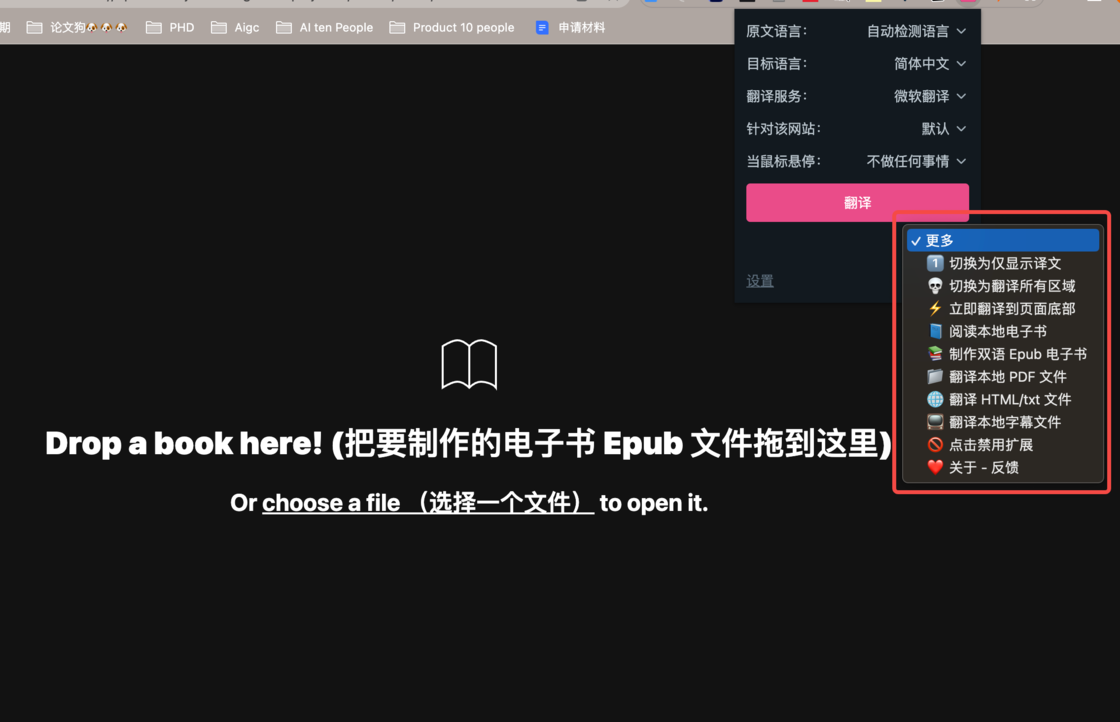 期 论文狗🐶🐶🐶 PHD Aigc AI ten People Product 10 people 申请材料
原文语言： 自动检测语言
目标语言： 简体中文
翻译服务： 微软翻译
针对该网站： 默认
当鼠标悬停： 不做任何事情
翻译
设置
✓ 更多
1️⃣ 切换为仅显示译文
💀 切换为翻译所有区域
⚡ 立即翻译到页面底部
📘 阅读本地电子书
📚 制作双语 Epub 电子书
📁 翻译本地 PDF 文件
🌐 翻译 HTML/txt 文件
📺 翻译本地字幕文件
🚫 点击禁用扩展
❤️ 关于 - 反馈
Drop a book here! (把要制作的电子书 Epub 文件拖到这里)
Or choose a file （选择一个文件） to open it.